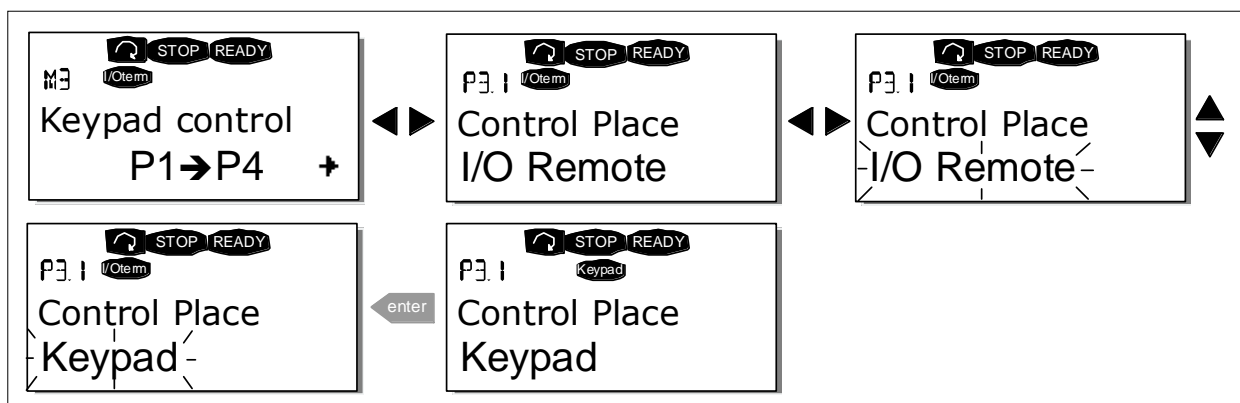 STOP READY
M3 I/Oterm
Keypad control
P1➔P4
STOP READY
P3.1 I/Oterm
Control Place
I/O Remote
STOP READY
P3.1 I/Oterm
Control Place
I/O Remote
STOP READY
P3.1 I/Oterm
Control Place
Keypad
enter
STOP READY
P3.1 Keypad
Control Place
Keypad